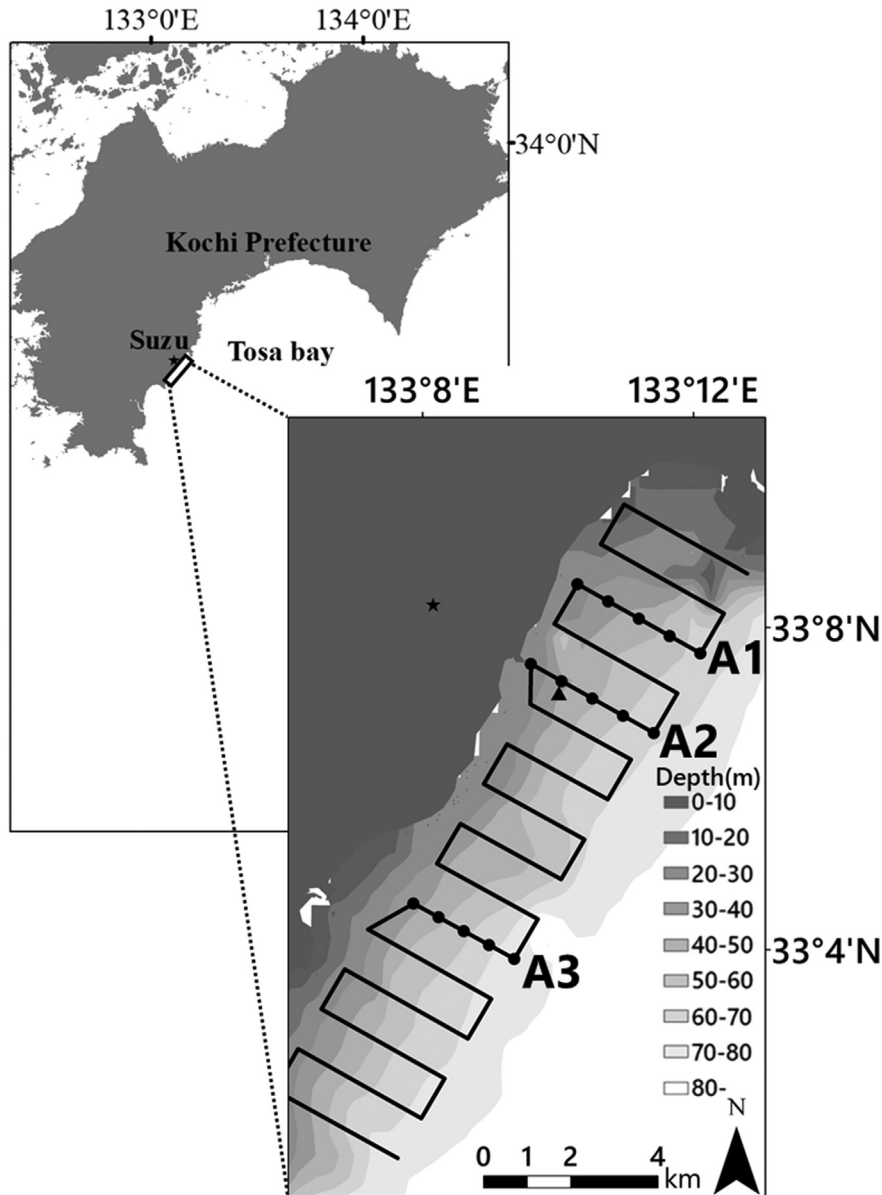 133°0'E 134°0'E
34°0'N
Kochi Prefecture
Suzu
Tosa bay
133°8'E 133°12'E
33°8'N
A1
A2
Depth(m)
0-10
10-20
20-30
30-40
40-50
33°4'N
A3
50-60
60-70
70-80
80-
N
0 1 2 4
km